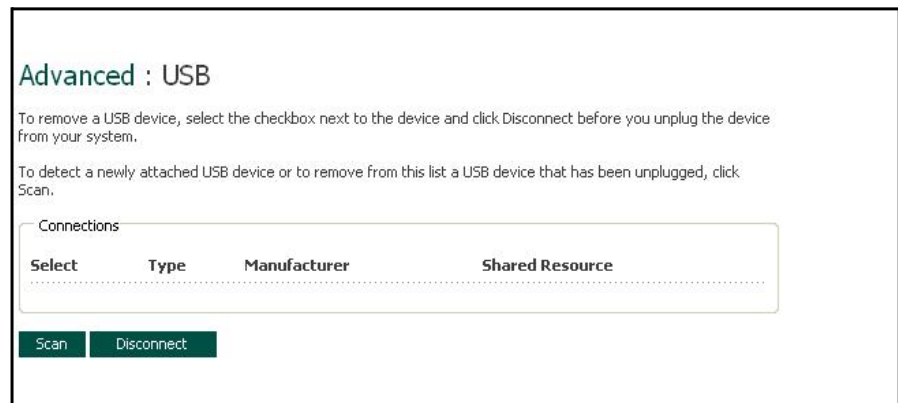 Advanced : USB
To remove a USB device, select the checkbox next to the device and click Disconnect before you unplug the device
from your system.
To detect a newly attached USB device or to remove from this list a USB device that has been unplugged, click
Scan.
Connections
Select Type Manufacturer Shared Resource
Scan Disconnect